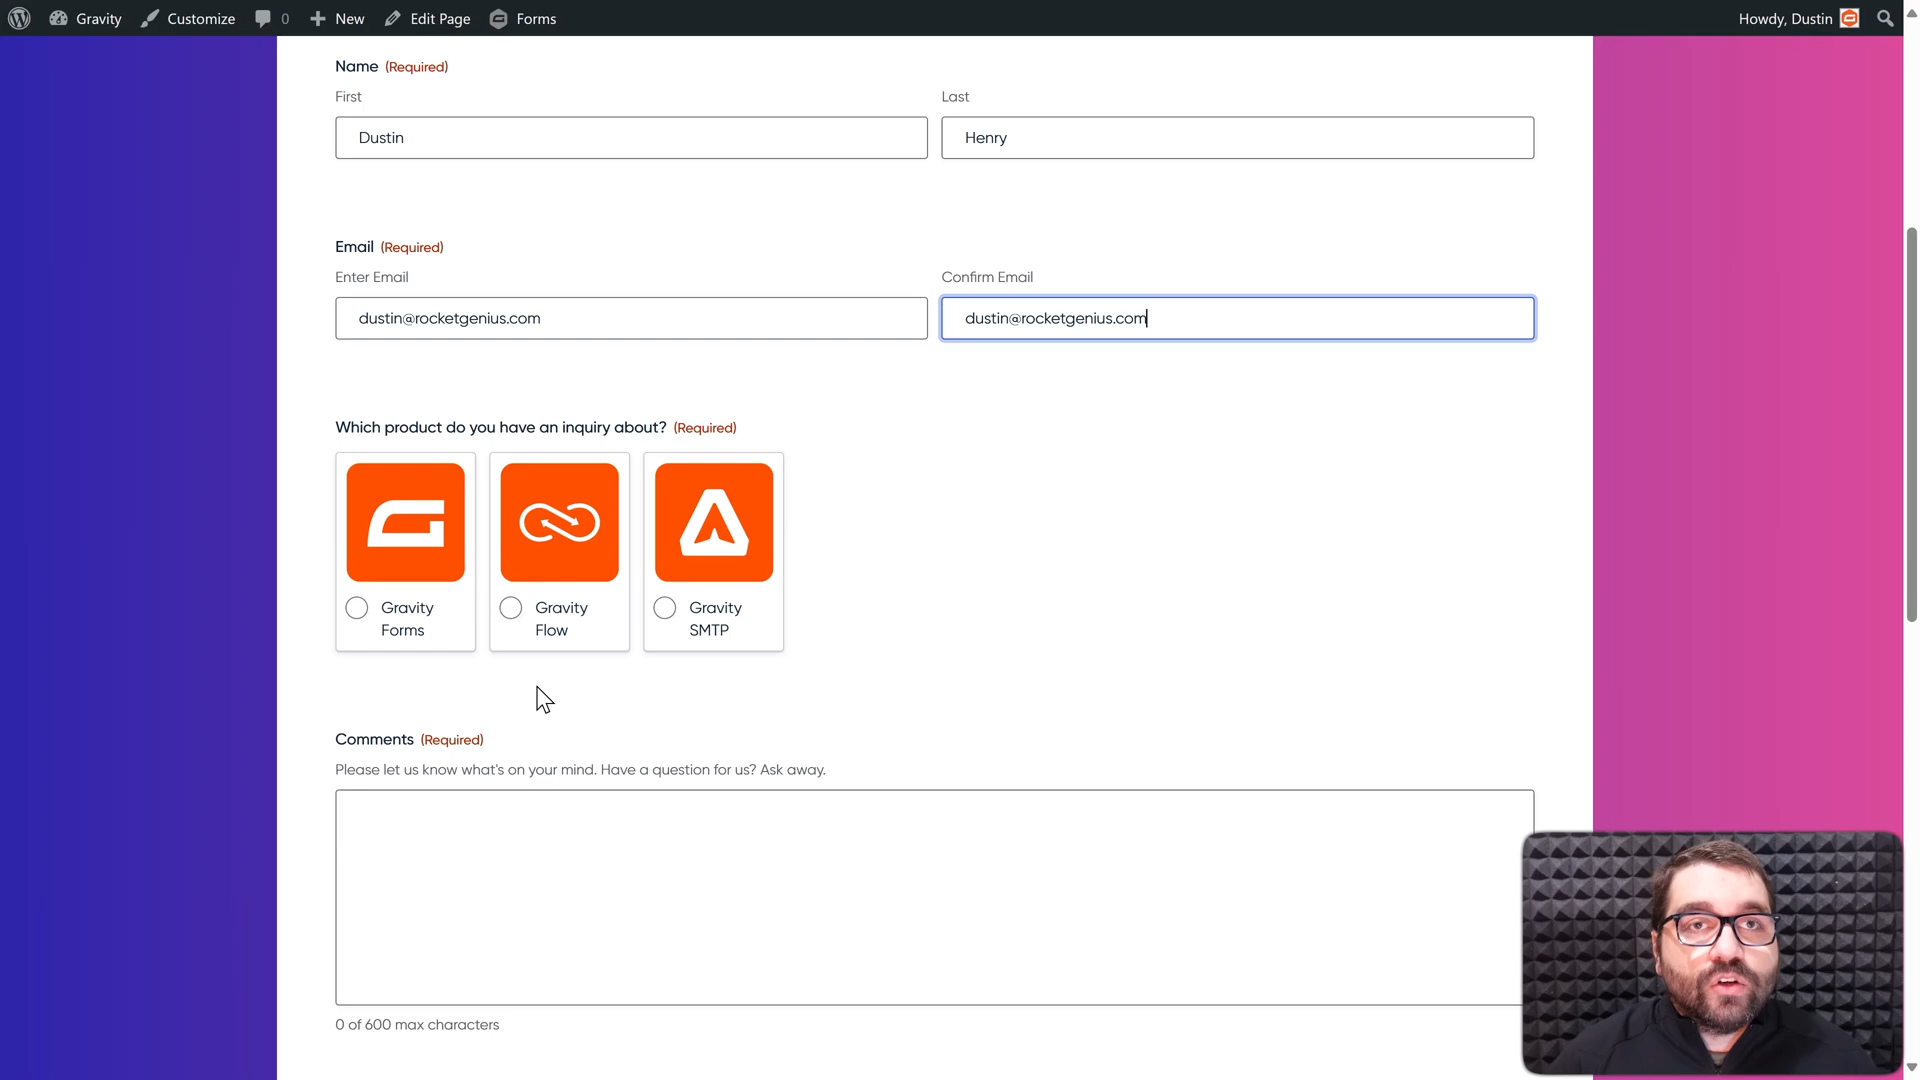 Gravity Customize 0 New Edit Page Forms Howdy, Dustin
Name (Required)
First Last
Dustin Henry
Email (Required)
Enter Email Confirm Email
dustin@rocketgenius.com dustin@rocketgenius.com
Which product do you have an inquiry about? (Required)
Gravity Forms
Gravity Flow
Gravity SMTP
Comments (Required)
Please let us know what's on your mind. Have a question for us? Ask away.
0 of 600 max characters